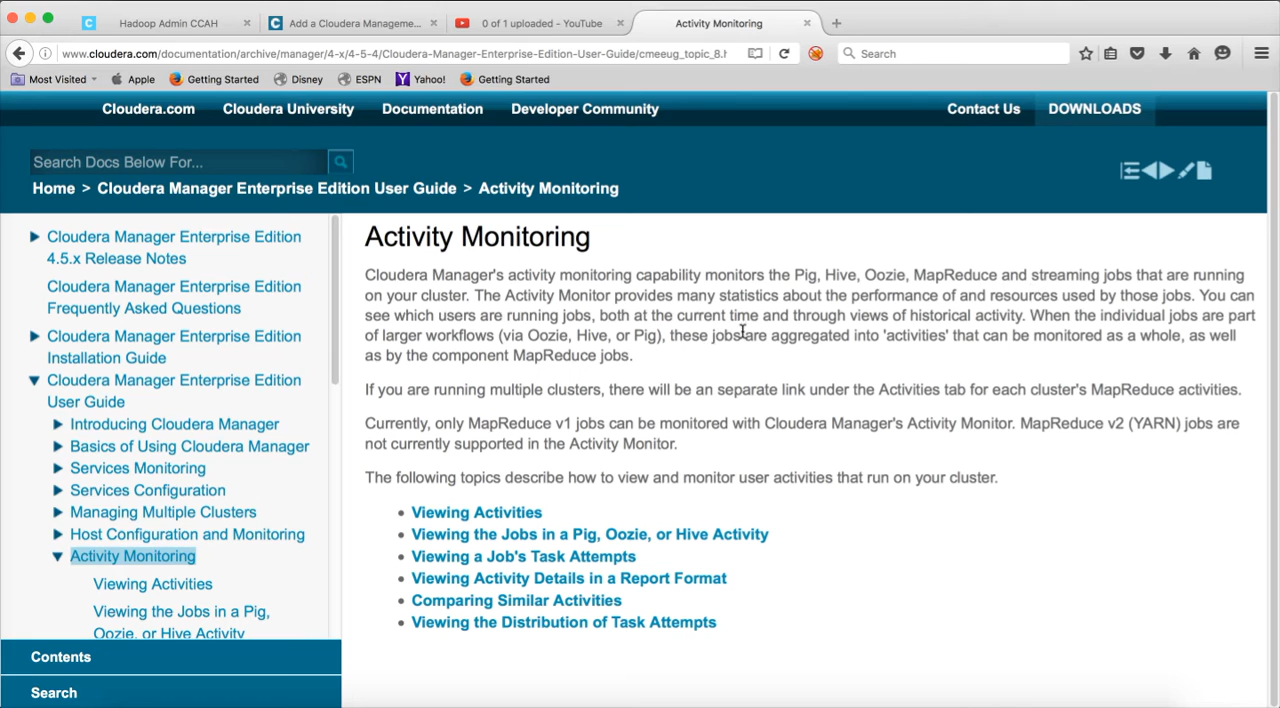 Hadoop Admin CCAH
Add a Cloudera Manageme...
0 of 1 uploaded - YouTube
Activity Monitoring
www.cloudera.com/documentation/archive/manager/4-x/4-5-4/Cloudera-Manager-Enterprise-Edition-User-Guide/cmeeug_topic_8.h
Search
Most Visited
Apple
Getting Started
Disney
ESPN
Yahoo!
Getting Started
Cloudera.com
Cloudera University
Documentation
Developer Community
Contact Us
DOWNLOADS
Search Docs Below For...
Home > Cloudera Manager Enterprise Edition User Guide > Activity Monitoring
Cloudera Manager Enterprise Edition
4.5.x Release Notes
Cloudera Manager Enterprise Edition
Frequently Asked Questions
Cloudera Manager Enterprise Edition
Installation Guide
Cloudera Manager Enterprise Edition
User Guide
Introducing Cloudera Manager
Basics of Using Cloudera Manager
Services Monitoring
Services Configuration
Managing Multiple Clusters
Host Configuration and Monitoring
Activity Monitoring
Viewing Activities
Viewing the Jobs in a Pig,
Oozie, or Hive Activity
Contents
Search
Activity Monitoring
Cloudera Manager's activity monitoring capability monitors the Pig, Hive, Oozie, MapReduce and streaming jobs that are running
on your cluster. The Activity Monitor provides many statistics about the performance of and resources used by those jobs. You can
see which users are running jobs, both at the current time and through views of historical activity. When the individual jobs are part
of larger workflows (via Oozie, Hive, or Pig), these jobs are aggregated into 'activities' that can be monitored as a whole, as well
as by the component MapReduce jobs.
If you are running multiple clusters, there will be an separate link under the Activities tab for each cluster's MapReduce activities.
Currently, only MapReduce v1 jobs can be monitored with Cloudera Manager's Activity Monitor. MapReduce v2 (YARN) jobs are
not currently supported in the Activity Monitor.
The following topics describe how to view and monitor user activities that run on your cluster.
Viewing Activities
Viewing the Jobs in a Pig, Oozie, or Hive Activity
Viewing a Job's Task Attempts
Viewing Activity Details in a Report Format
Comparing Similar Activities
Viewing the Distribution of Task Attempts